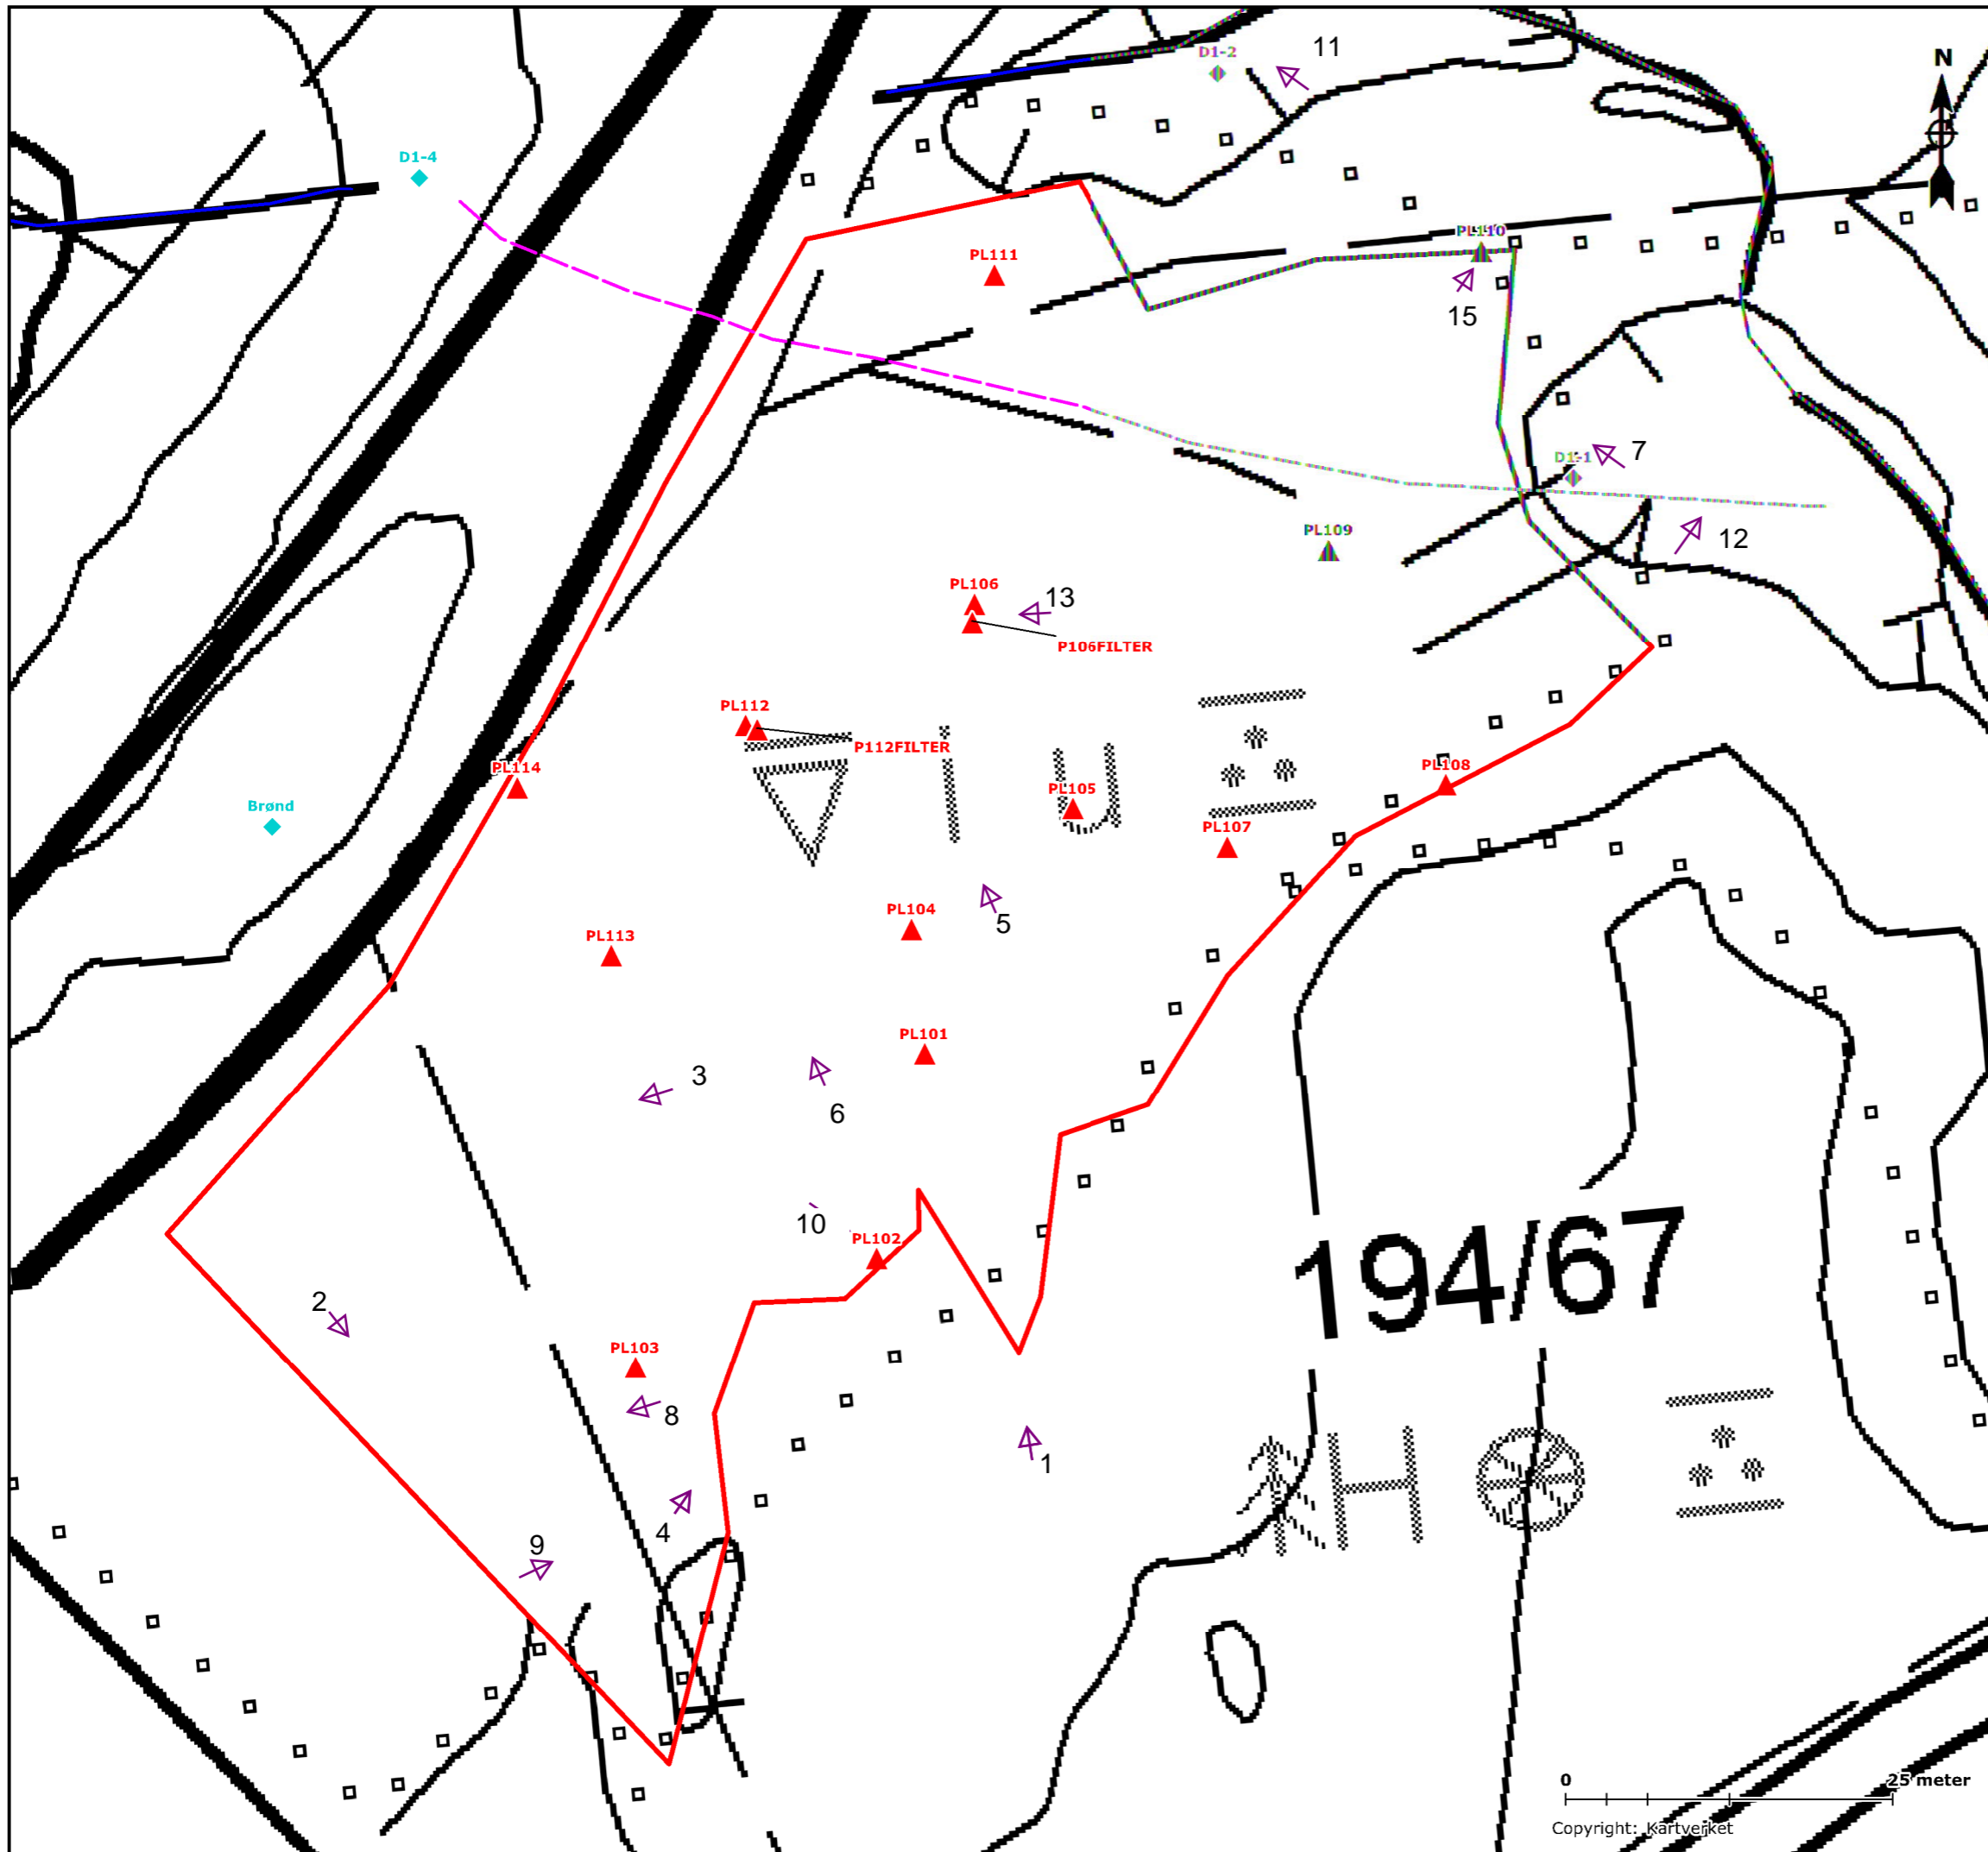 11
D1-2
N
D1-4
PL110
PL111
15
7
D1-1
12
PL109
PL106
13
P106FILTER
PL112
P112FILTER
PL114
PL108
PL105
Brønd
PL107
PL104
5
PL113
PL101
3
6
10
PL102
194/67
2
PL103
8
1
4
9
0 25 meter
Copyright: Kartverket